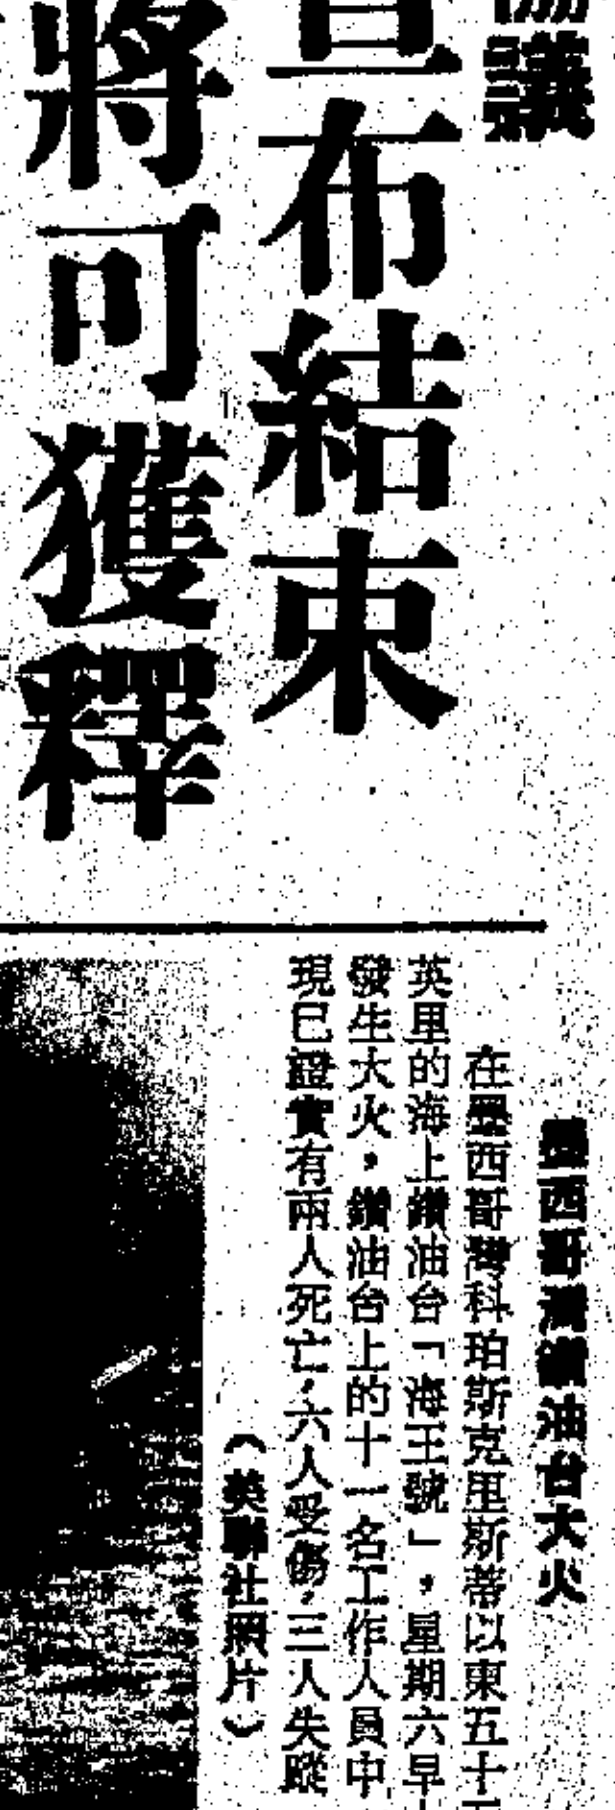 協議
宣布結束
將可獲釋
墨西哥灣鑽油台大火
在墨西哥灣科珀斯克里斯蒂以東五十
英里的海上鑽油台「海王號」，星期六早
發生大火，鑽油台上的十一名工作人員中
現已證實有兩人死亡，六人受傷，三人失蹤
（美聯社照片）